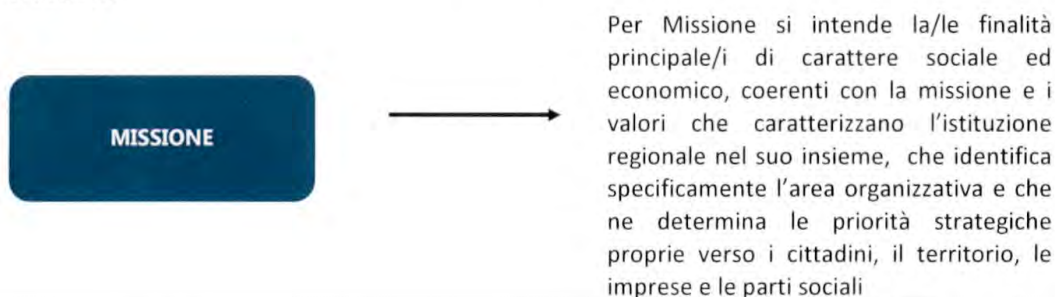 MISSIONE
Per Missione si intende la/le finalità
principale/i di carattere sociale ed
economico, coerenti con la missione e i
valori che caratterizzano l'istituzione
regionale nel suo insieme, che identifica
specificamente l'area organizzativa e che
ne determina le priorità strategiche
proprie verso i cittadini, il territorio, le
imprese e le parti sociali